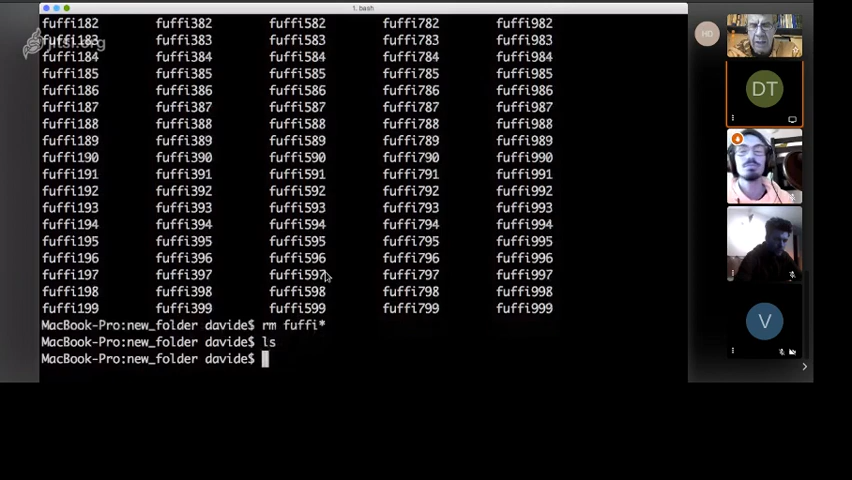 1. bash
fuffi182 fuffi382 fuffi582 fuffi782 fuffi982
fuffi183 fuffi383 fuffi583 fuffi783 fuffi983
jitsi.org
fuffi184 fuffi384 fuffi584 fuffi784 fuffi984
fuffi185 fuffi385 fuffi585 fuffi785 fuffi985
fuffi186 fuffi386 fuffi586 fuffi786 fuffi986
fuffi187 fuffi387 fuffi587 fuffi787 fuffi987
fuffi188 fuffi388 fuffi588 fuffi788 fuffi988
fuffi189 fuffi389 fuffi589 fuffi789 fuffi989
fuffi190 fuffi390 fuffi590 fuffi790 fuffi990
fuffi191 fuffi391 fuffi591 fuffi791 fuffi991
fuffi192 fuffi392 fuffi592 fuffi792 fuffi992
fuffi193 fuffi393 fuffi593 fuffi793 fuffi993
fuffi194 fuffi394 fuffi594 fuffi794 fuffi994
fuffi195 fuffi395 fuffi595 fuffi795 fuffi995
fuffi196 fuffi396 fuffi596 fuffi796 fuffi996
fuffi197 fuffi397 fuffi597 fuffi797 fuffi997
fuffi198 fuffi398 fuffi598 fuffi798 fuffi998
fuffi199 fuffi399 fuffi599 fuffi799 fuffi999
MacBook-Pro:new_folder davide$ rm fuffi*
MacBook-Pro:new_folder davide$ ls
MacBook-Pro:new_folder davide$
HD
DT
V